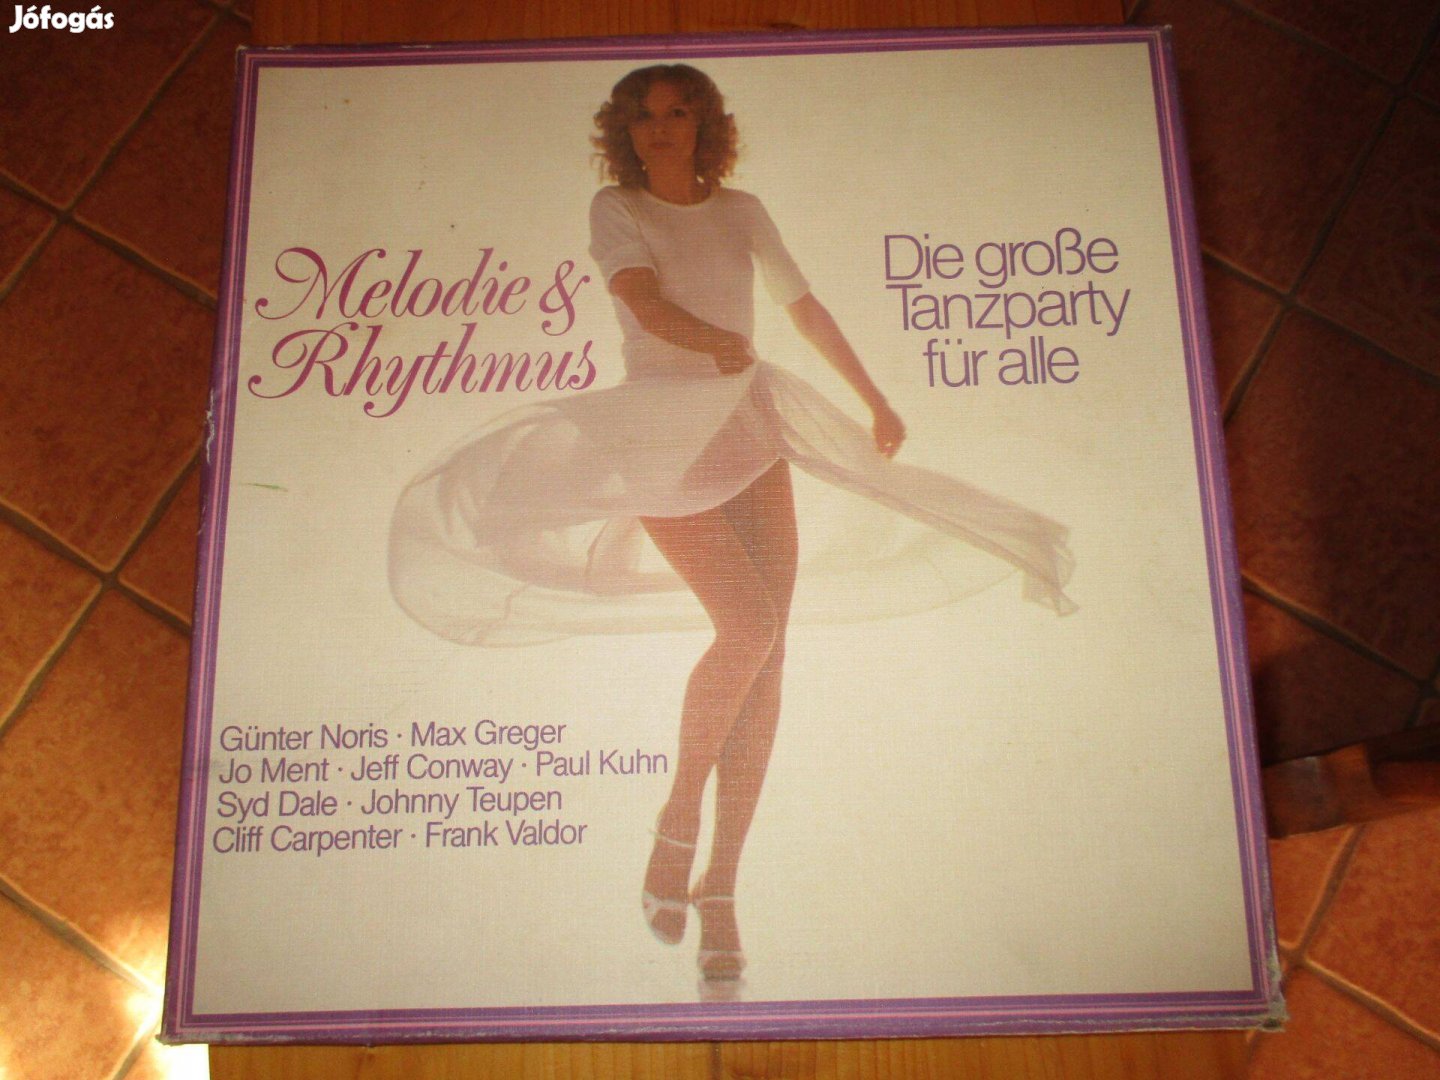 Jófogás
Melodie &
Rhythmus
Die große
Tanzparty
für alle
Günter Noris · Max Greger
Jo Ment · Jeff Conway · Paul Kuhn
Syd Dale · Johnny Teupen
Cliff Carpenter · Frank Valdor